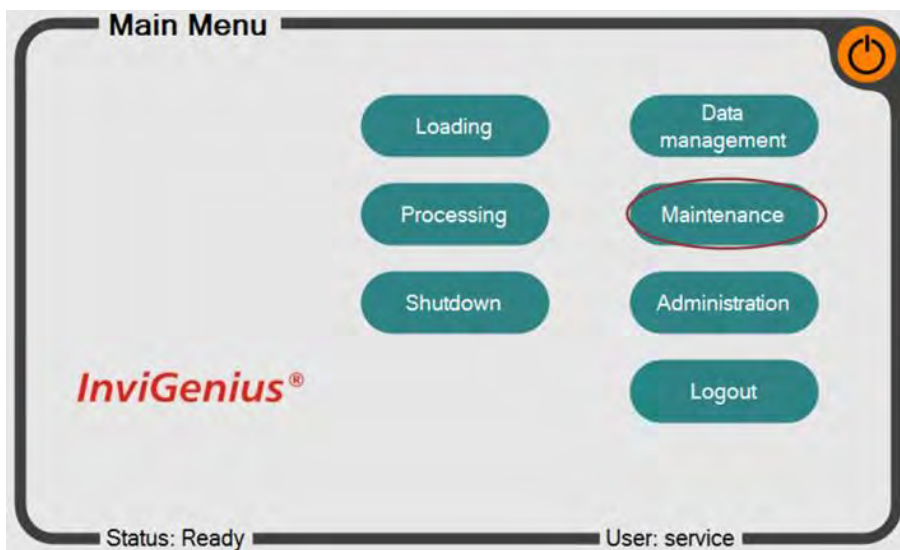 Main Menu
Loading
Data
management
Processing
Maintenance
Shutdown
Administration
InviGenius®
Logout
Status: Ready
User: service